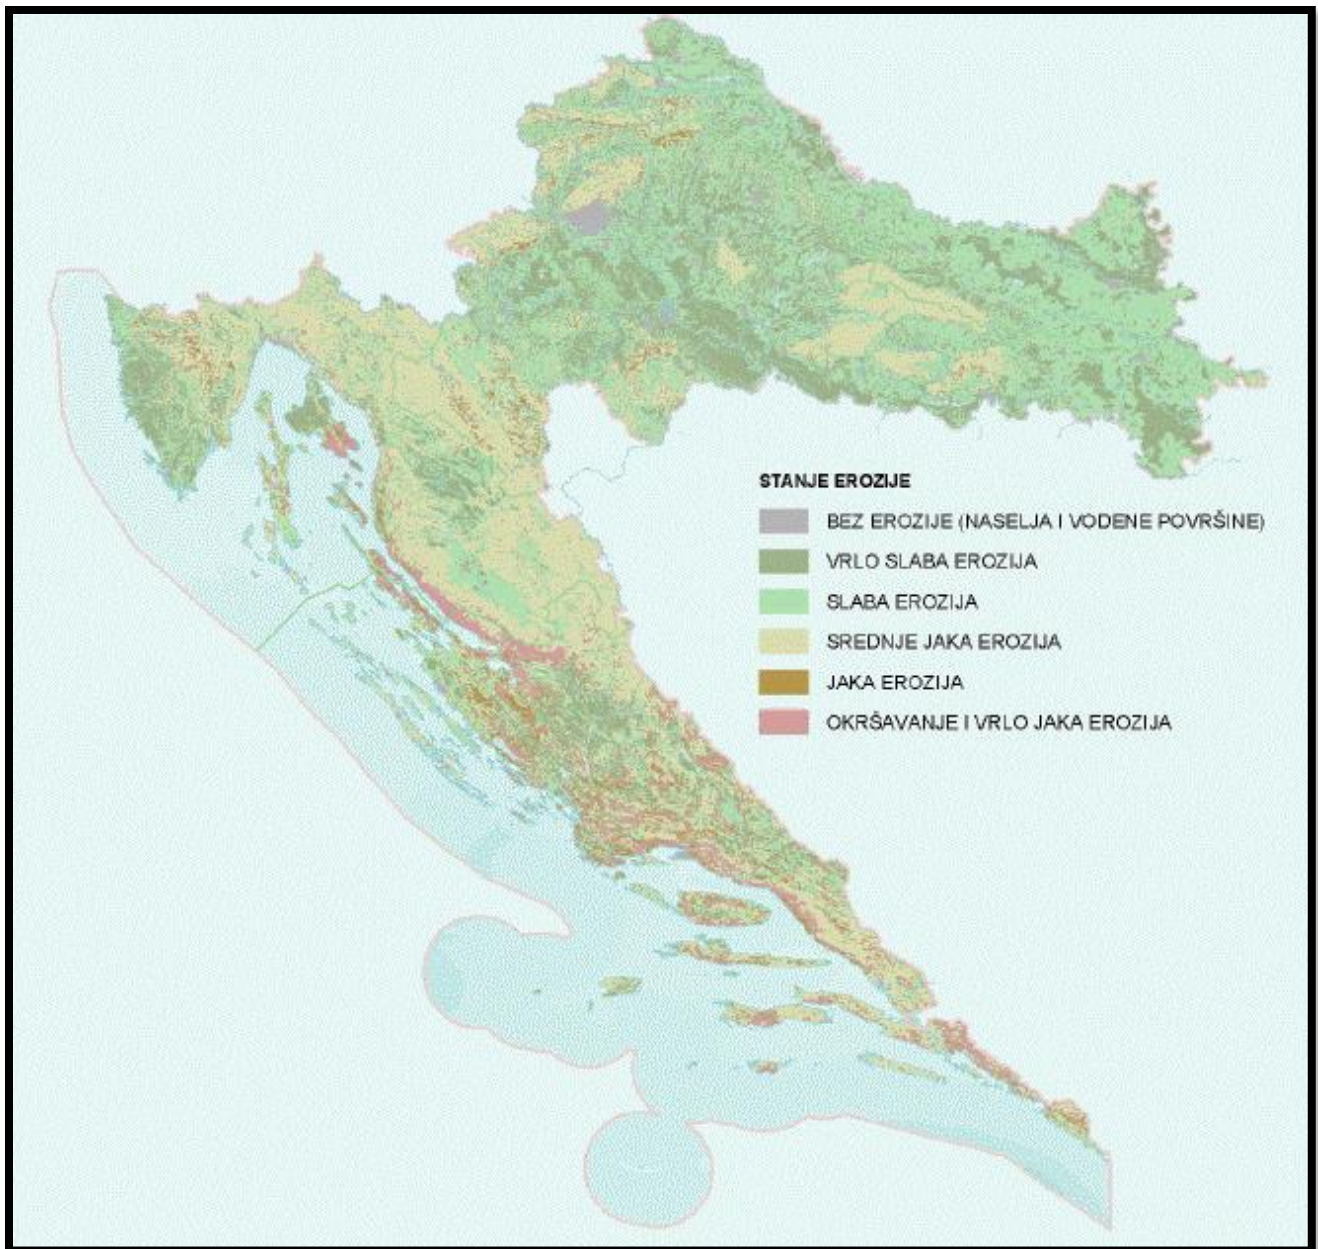 STANJE EROZIJE
BEZ EROZIJE (NASELJA I VODENE POVRŠINE)
VRLO SLABA EROZIJA
SLABA EROZIJA
SREDNJE JAKA EROZIJA
JAKA EROZIJA
OKRŠAVANJE I VRLO JAKA EROZIJA